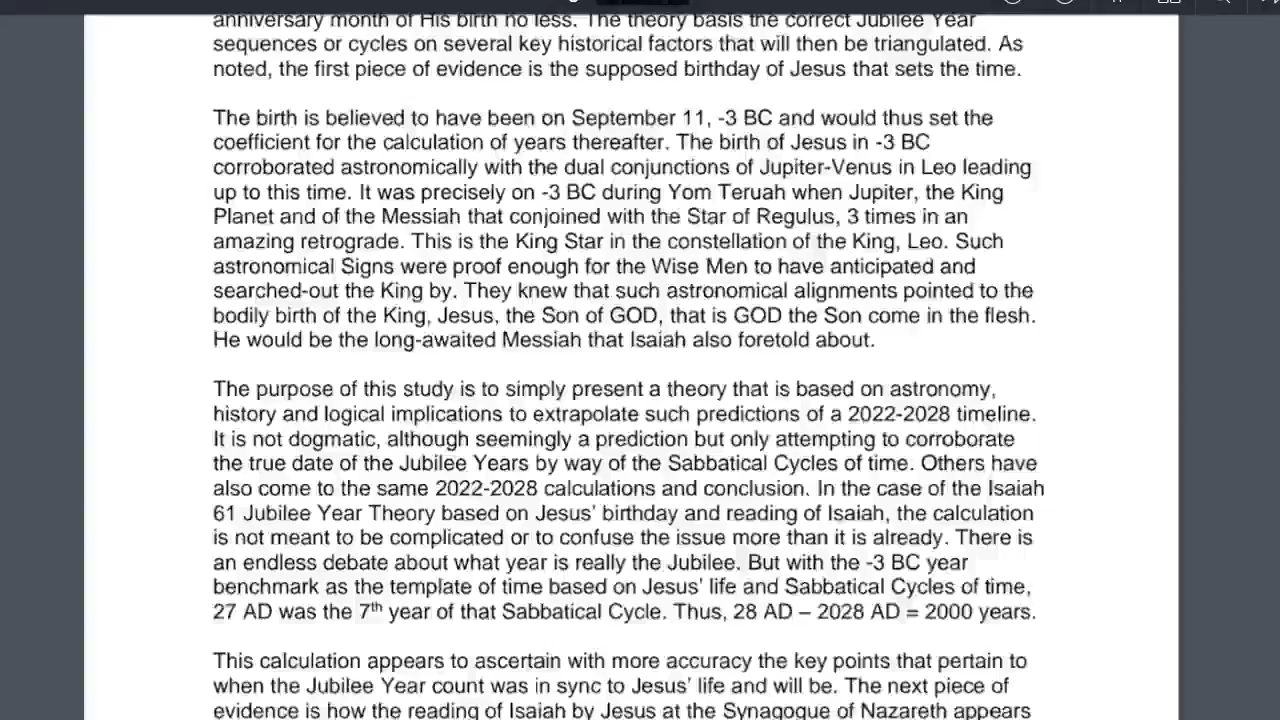 anniversary month of His birth no less. The theory basis the correct Jubilee Year
sequences or cycles on several key historical factors that will then be triangulated. As
noted, the first piece of evidence is the supposed birthday of Jesus that sets the time.
The birth is believed to have been on September 11, -3 BC and would thus set the
coefficient for the calculation of years thereafter. The birth of Jesus in -3 BC
corroborated astronomically with the dual conjunctions of Jupiter-Venus in Leo leading
up to this time. It was precisely on -3 BC during Yom Teruah when Jupiter, the King
Planet and of the Messiah that conjoined with the Star of Regulus, 3 times in an
amazing retrograde. This is the King Star in the constellation of the King, Leo. Such
astronomical Signs were proof enough for the Wise Men to have anticipated and
searched-out the King by. They knew that such astronomical alignments pointed to the
bodily birth of the King, Jesus, the Son of GOD, that is GOD the Son come in the flesh.
He would be the long-awaited Messiah that Isaiah also foretold about.
The purpose of this study is to simply present a theory that is based on astronomy,
history and logical implications to extrapolate such predictions of a 2022-2028 timeline.
It is not dogmatic, although seemingly a prediction but only attempting to corroborate
the true date of the Jubilee Years by way of the Sabbatical Cycles of time. Others have
also come to the same 2022-2028 calculations and conclusion. In the case of the Isaiah
61 Jubilee Year Theory based on Jesus' birthday and reading of Isaiah, the calculation
is not meant to be complicated or to confuse the issue more than it is already. There is
an endless debate about what year is really the Jubilee. But with the -3 BC year
benchmark as the template of time based on Jesus' life and Sabbatical Cycles of time,
27 AD was the 7th year of that Sabbatical Cycle. Thus, 28 AD – 2028 AD = 2000 years.
This calculation appears to ascertain with more accuracy the key points that pertain to
when the Jubilee Year count was in sync to Jesus' life and will be. The next piece of
evidence is how the reading of Isaiah by Jesus at the Synagogue of Nazareth appears